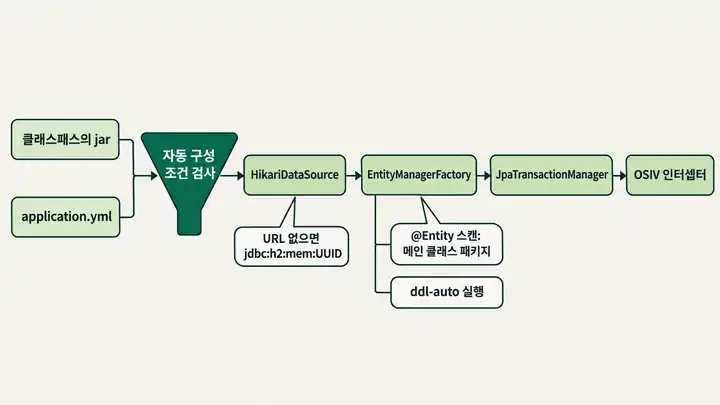 클래스패스의 jar
application.yml
자동 구성
조건 검사
HikariDataSource
URL 없으면
jdbc:h2:mem:UUID
EntityManagerFactory
@Entity 스캔:
메인 클래스 패키지
ddl-auto 실행
JpaTransactionManager
OSIV 인터셉터